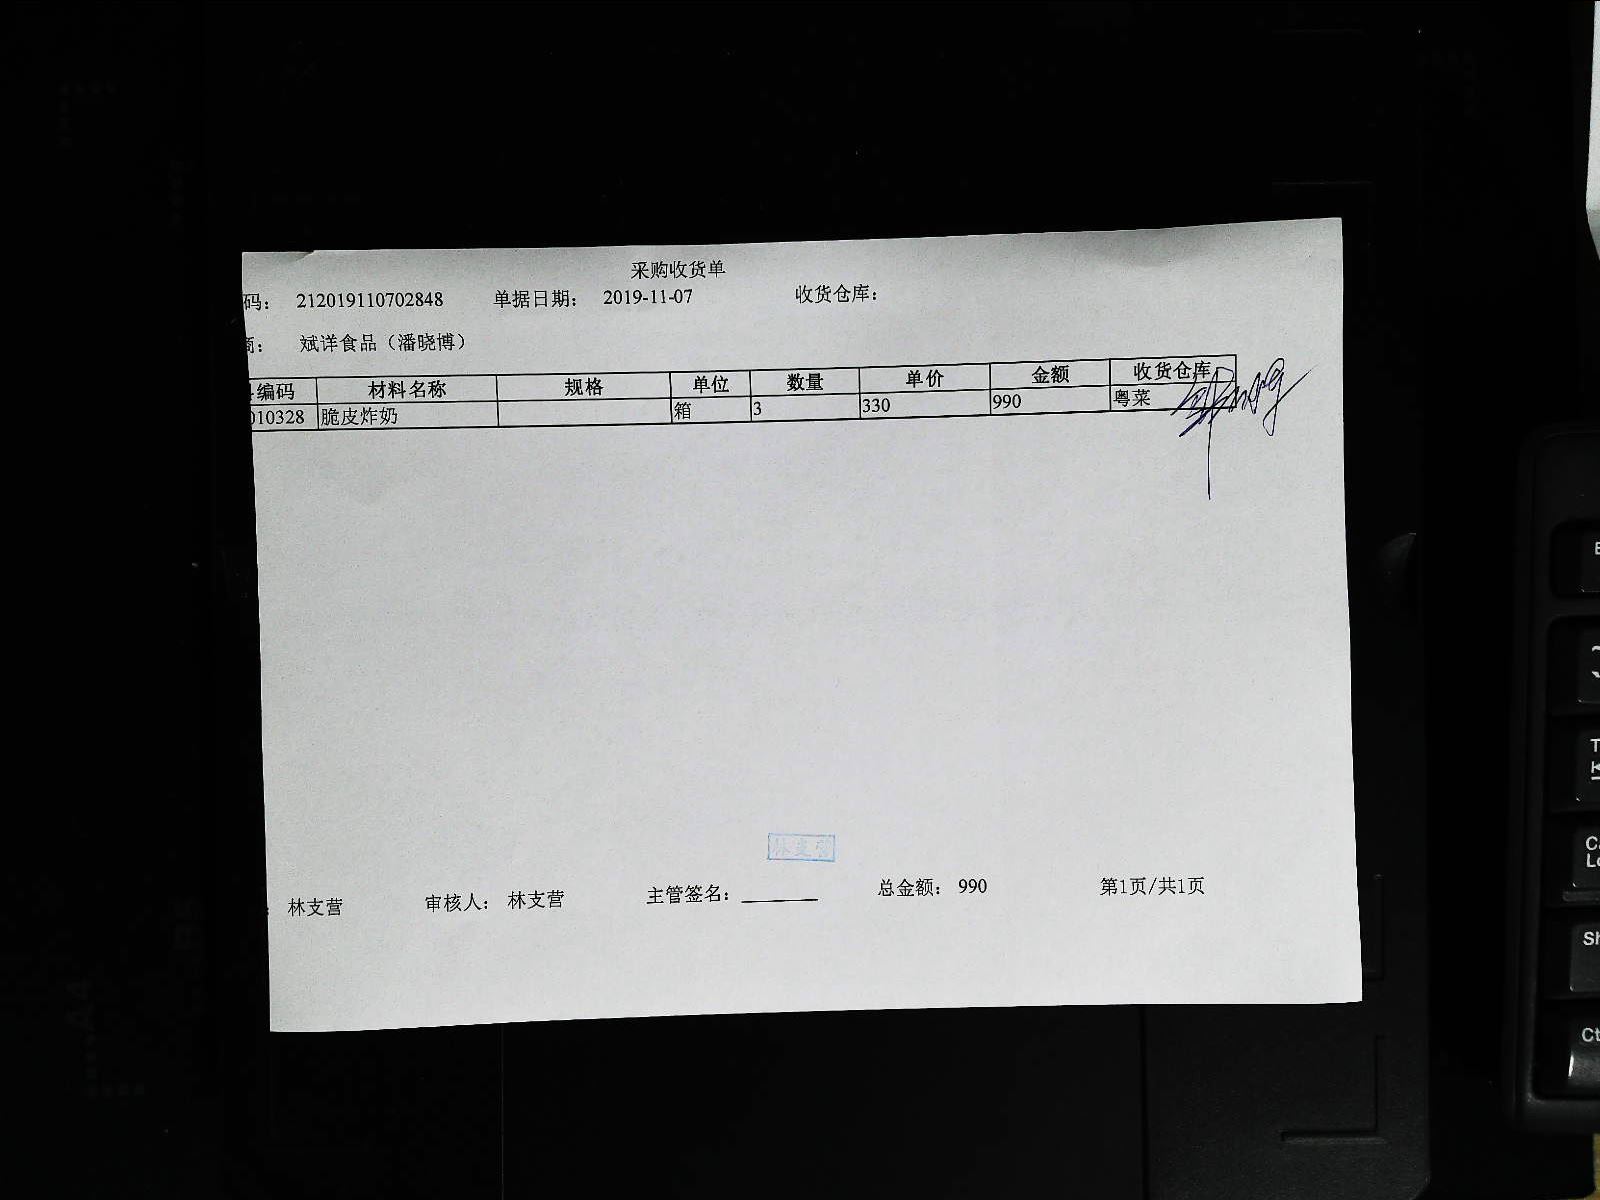 采购收货单
码： 212019110702848 单据日期： 2019-11-07 收货仓库：
商： 斌洋食品（潘晓博）
编码 材料名称 规格 单位 数量 单价 金额 收货仓库
010328 脆皮炸奶 箱 3 330 990 粤菜
林支营
： 林支营 审核人： 林支营 主管签名： 总金额： 990 第1页/共1页